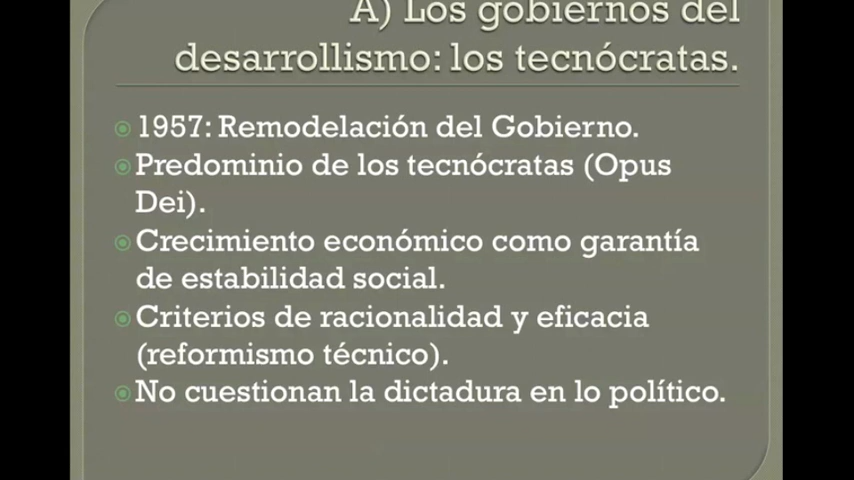 A) Los gobiernos del
desarrollismo: los tecnócratas.
1957: Remodelación del Gobierno.
Predominio de los tecnócratas (Opus
Dei).
Crecimiento económico como garantía
de estabilidad social.
Criterios de racionalidad y eficacia
(reformismo técnico).
No cuestionan la dictadura en lo político.